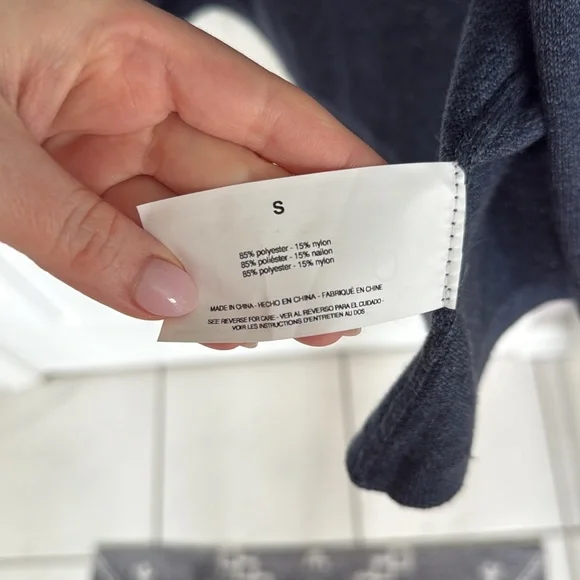 S
85% polyester - 15% nylon
85% poliéster - 15% nailon
85% polyester - 15% nylon
MADE IN CHINA - HECHO EN CHINA - FABRIQUÉ EN CHINE
SEE REVERSE FOR CARE - VER AL REVERSO PARA EL CUIDADO -
VOIR LES INSTRUCTIONS D'ENTRETIEN AU DOS